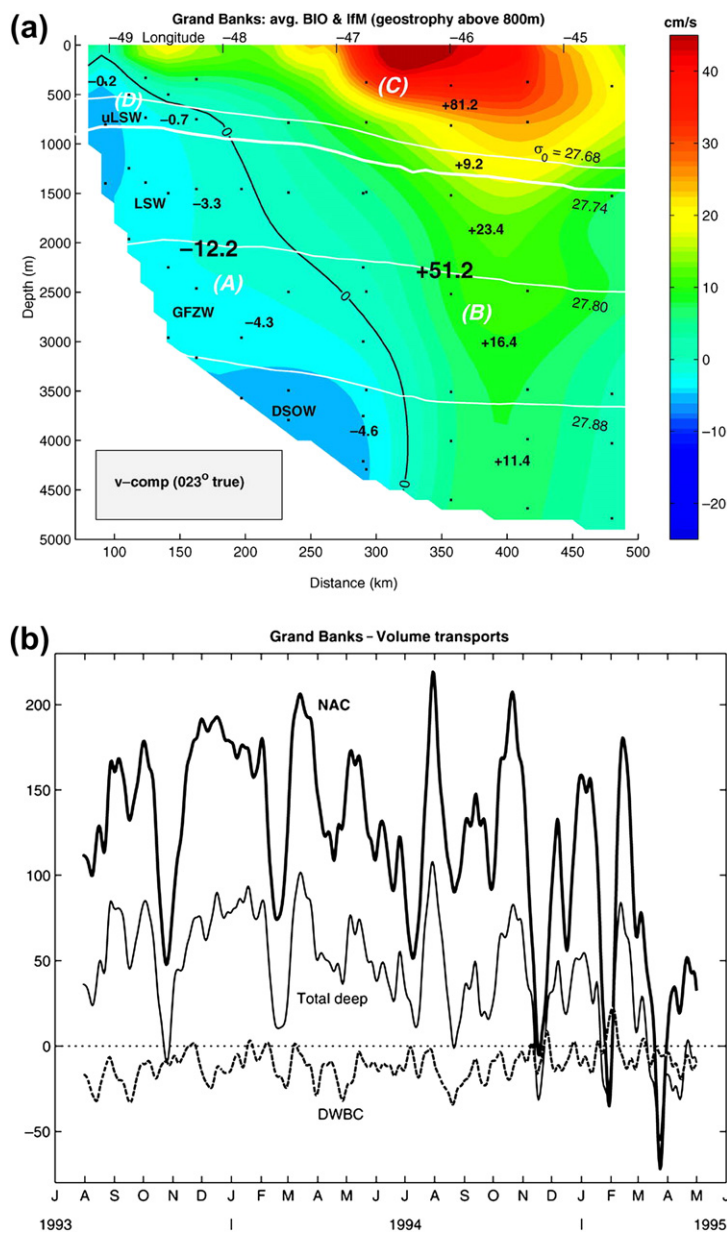 (a)
Grand Banks: avg. BIO & IfM (geostrophy above 800m)
cm/s
−49 Longitude −48 −47 −46 −45
0
500
1000
1500
2000
2500
3000
3500
4000
4500
5000
Depth (m)
−0.2
(D)
uLSW
−0.7
(C)
+81.2
σ₀ = 27.68
+9.2
27.74
LSW
−3.3
+23.4
−12.2
+51.2
(A)
27.80
GFZW
−4.3
(B)
+16.4
0
0
DSOW
−4.6
27.88
+11.4
v−comp (023° true)
100 150 200 250 300 350 400 450 500
Distance (km)
40
30
20
10
0
−10
−20
(b)
Grand Banks − Volume transports
200
150
100
50
0
−50
NAC
Total deep
DWBC
J A S O N D J F M A M J J A S O N D J F M A M J
1993 | 1994 | 1995